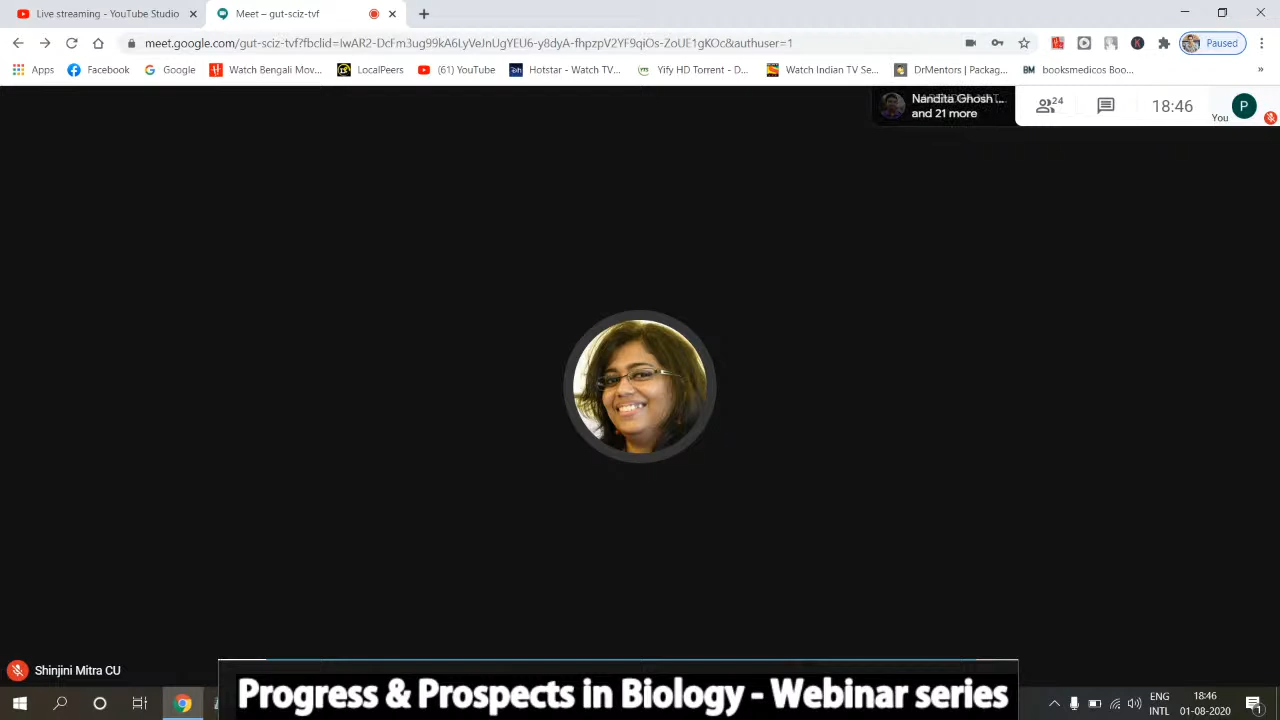 Live streaming - YouTube Studio
Meet – gut-sciz-tvf
meet.google.com/gut-sciz-tvf?fbclid=IwAR2-DcFm3ug99kA6LyVeJnUgYEU6-y8dyA-fhpzpV2YF9qiOs-ZoUE1gKOc&authuser=1
Paused
Apps
Facebook
Google
Watch Bengali Mov...
LocalPeers
(61) YouTube
Hotstar - Watch TV...
Yify HD Torrent - D...
Watch Indian TV Se...
DrMentors | Packag...
BM booksmedicos Boo...
»
Nandita Ghosh ...
and 21 more
24
18:46
You
P
Shinjini Mitra CU
Progress & Prospects in Biology - Webinar series
ENG
INTL
18:46
01-08-2020